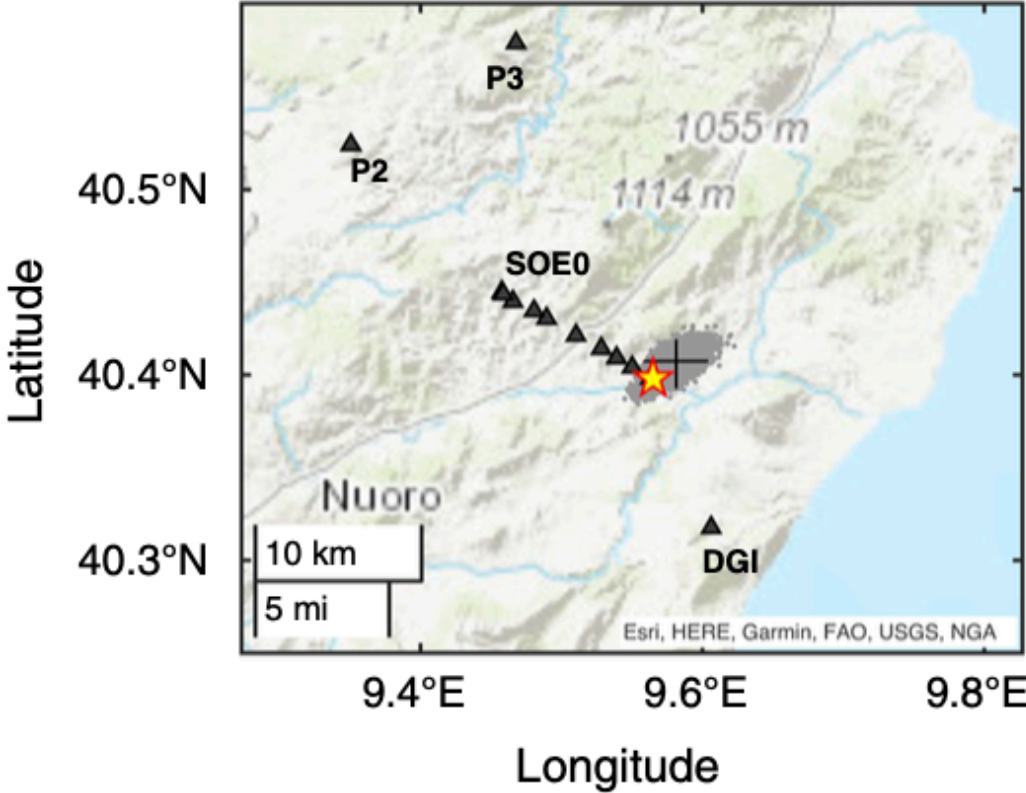 P3
1055 m
P2
40.5°N
1114 m
SOE0
Latitude
40.4°N
Nuoro
10 km
40.3°N
DGI
5 mi
Esri, HERE, Garmin, FAO, USGS, NGA
9.4°E
9.6°E
9.8°E
Longitude